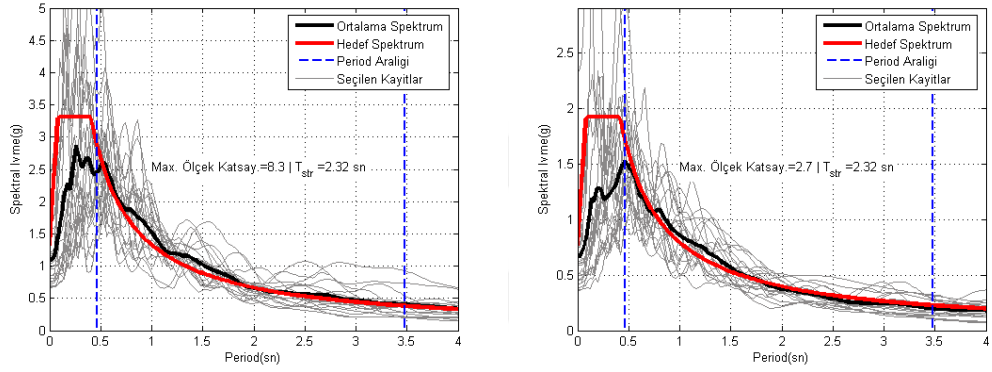 5
4.5
4
3.5
3
2.5
2
1.5
1
0.5
0
Spektral Ivme(g)
Ortalama Spektrum
Hedef Spektrum
Period Araligi
Seçilen Kayitlar
Max. Ölçek Katsay.=8.3 | T_str =2.32 sn
0 0.5 1 1.5 2 2.5 3 3.5 4
Period(sn)
2.5
2
1.5
1
0.5
0
Spektral Ivme(g)
Ortalama Spektrum
Hedef Spektrum
Period Araligi
Seçilen Kayitlar
Max. Ölçek Katsay.=2.7 | T_str =2.32 sn
0 0.5 1 1.5 2 2.5 3 3.5 4
Period(sn)